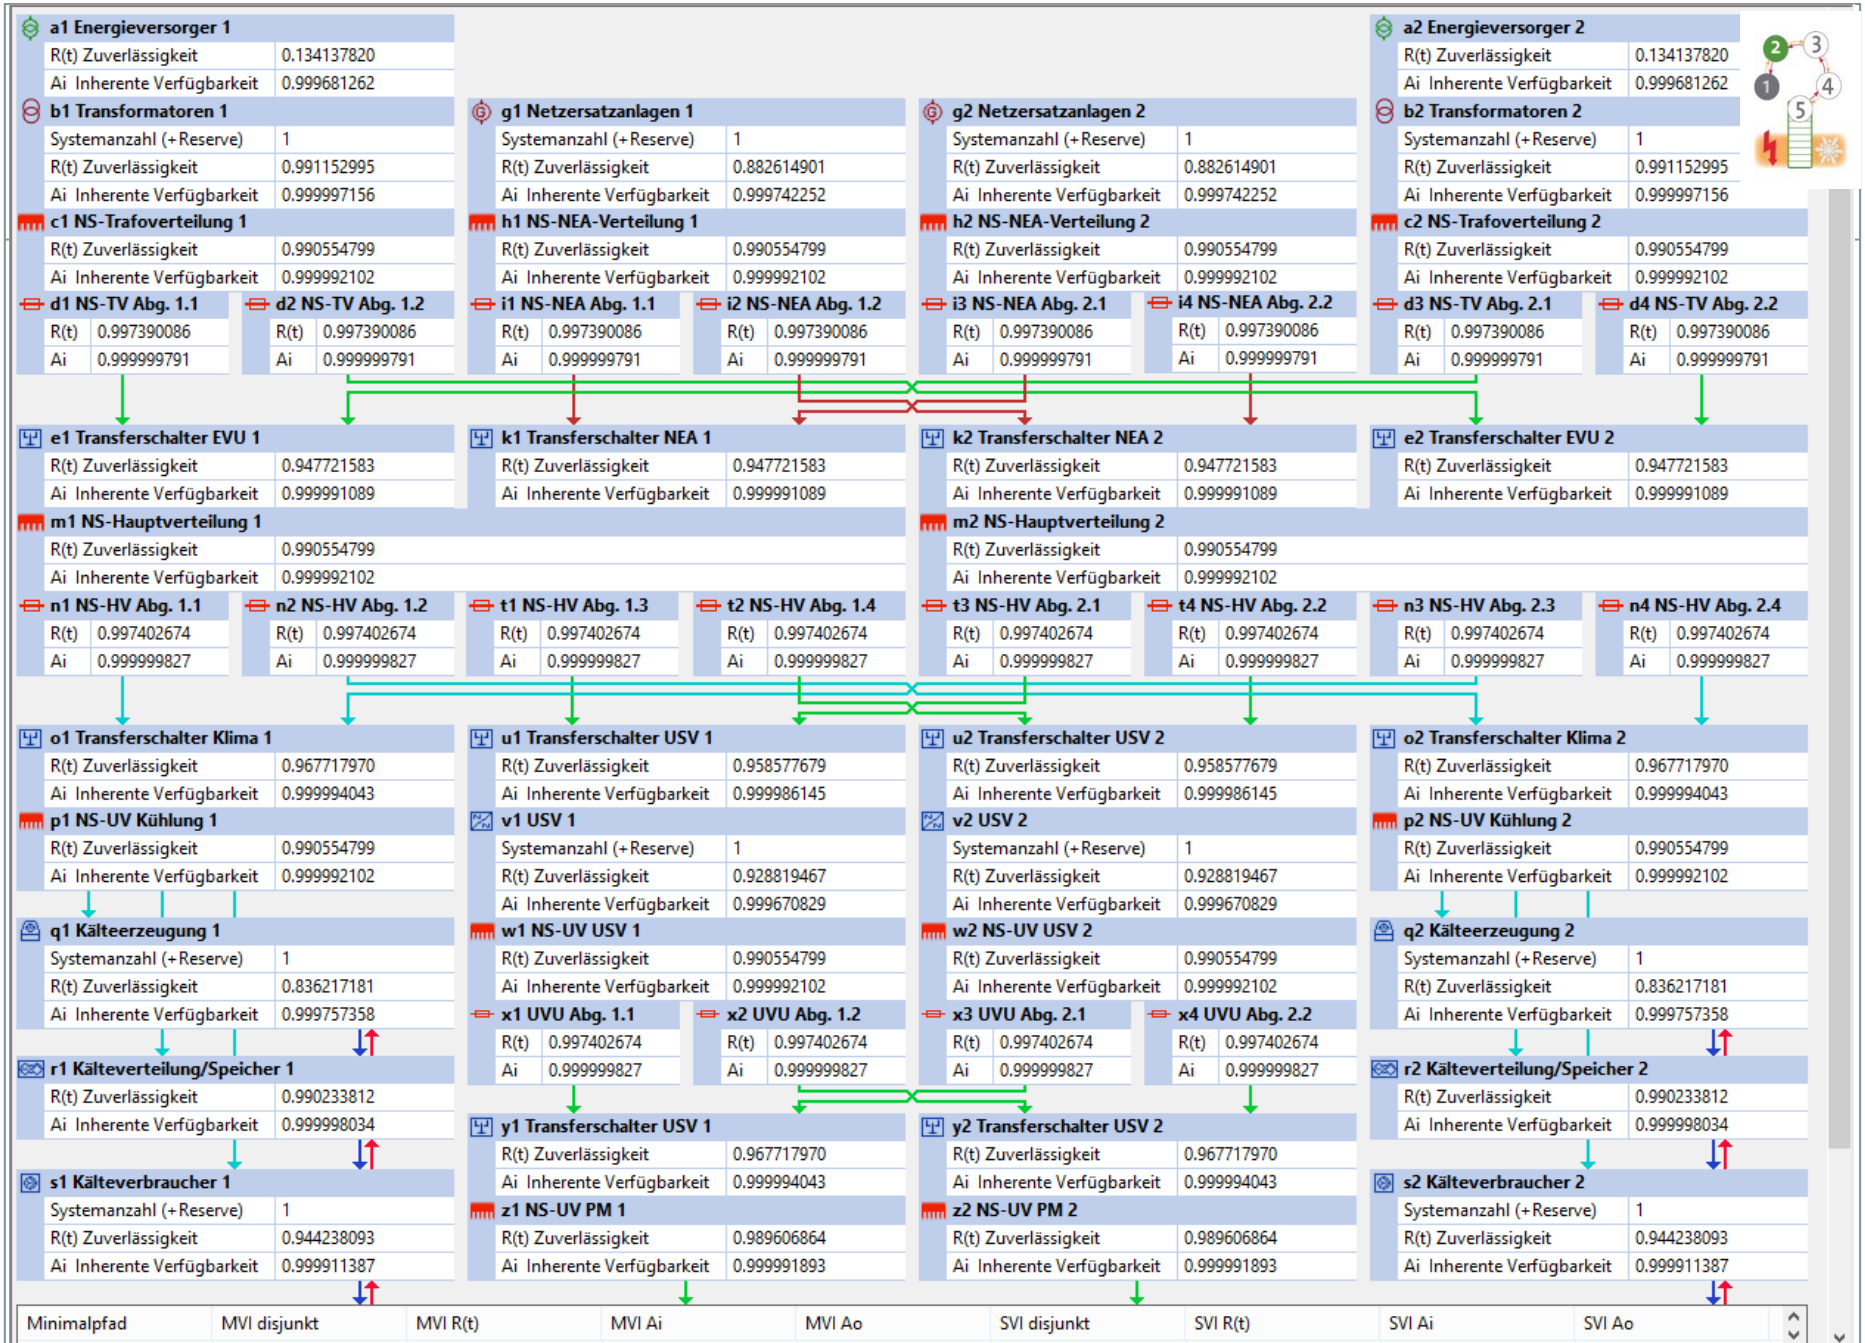 a1 Energieversorger 1
R(t) Zuverlässigkeit 0.134137820
Ai Inherente Verfügbarkeit 0.999681262
a2 Energieversorger 2
R(t) Zuverlässigkeit 0.134137820
Ai Inherente Verfügbarkeit 0.999681262
1
2
3
4
5
b1 Transformatoren 1
Systemanzahl (+Reserve) 1
R(t) Zuverlässigkeit 0.991152995
Ai Inherente Verfügbarkeit 0.999997156
G
g1 Netzersatzanlagen 1
Systemanzahl (+Reserve) 1
R(t) Zuverlässigkeit 0.882614901
Ai Inherente Verfügbarkeit 0.999742252
G
g2 Netzersatzanlagen 2
Systemanzahl (+Reserve) 1
R(t) Zuverlässigkeit 0.882614901
Ai Inherente Verfügbarkeit 0.999742252
b2 Transformatoren 2
Systemanzahl (+Reserve) 1
R(t) Zuverlässigkeit 0.991152995
Ai Inherente Verfügbarkeit 0.999997156
c1 NS-Trafoverteilung 1
R(t) Zuverlässigkeit 0.990554799
Ai Inherente Verfügbarkeit 0.999992102
h1 NS-NEA-Verteilung 1
R(t) Zuverlässigkeit 0.990554799
Ai Inherente Verfügbarkeit 0.999992102
h2 NS-NEA-Verteilung 2
R(t) Zuverlässigkeit 0.990554799
Ai Inherente Verfügbarkeit 0.999992102
c2 NS-Trafoverteilung 2
R(t) Zuverlässigkeit 0.990554799
Ai Inherente Verfügbarkeit 0.999992102
d1 NS-TV Abg. 1.1
R(t) 0.997390086
Ai 0.999999791
d2 NS-TV Abg. 1.2
R(t) 0.997390086
Ai 0.999999791
i1 NS-NEA Abg. 1.1
R(t) 0.997390086
Ai 0.999999791
i2 NS-NEA Abg. 1.2
R(t) 0.997390086
Ai 0.999999791
i3 NS-NEA Abg. 2.1
R(t) 0.997390086
Ai 0.999999791
i4 NS-NEA Abg. 2.2
R(t) 0.997390086
Ai 0.999999791
d3 NS-TV Abg. 2.1
R(t) 0.997390086
Ai 0.999999791
d4 NS-TV Abg. 2.2
R(t) 0.997390086
Ai 0.999999791
e1 Transferschalter EVU 1
R(t) Zuverlässigkeit 0.947721583
Ai Inherente Verfügbarkeit 0.999991089
k1 Transferschalter NEA 1
R(t) Zuverlässigkeit 0.947721583
Ai Inherente Verfügbarkeit 0.999991089
k2 Transferschalter NEA 2
R(t) Zuverlässigkeit 0.947721583
Ai Inherente Verfügbarkeit 0.999991089
e2 Transferschalter EVU 2
R(t) Zuverlässigkeit 0.947721583
Ai Inherente Verfügbarkeit 0.999991089
m1 NS-Hauptverteilung 1
R(t) Zuverlässigkeit 0.990554799
Ai Inherente Verfügbarkeit 0.999992102
m2 NS-Hauptverteilung 2
R(t) Zuverlässigkeit 0.990554799
Ai Inherente Verfügbarkeit 0.999992102
n1 NS-HV Abg. 1.1
R(t) 0.997402674
Ai 0.999999827
n2 NS-HV Abg. 1.2
R(t) 0.997402674
Ai 0.999999827
t1 NS-HV Abg. 1.3
R(t) 0.997402674
Ai 0.999999827
t2 NS-HV Abg. 1.4
R(t) 0.997402674
Ai 0.999999827
t3 NS-HV Abg. 2.1
R(t) 0.997402674
Ai 0.999999827
t4 NS-HV Abg. 2.2
R(t) 0.997402674
Ai 0.999999827
n3 NS-HV Abg. 2.3
R(t) 0.997402674
Ai 0.999999827
n4 NS-HV Abg. 2.4
R(t) 0.997402674
Ai 0.999999827
o1 Transferschalter Klima 1
R(t) Zuverlässigkeit 0.967717970
Ai Inherente Verfügbarkeit 0.999994043
u1 Transferschalter USV 1
R(t) Zuverlässigkeit 0.958577679
Ai Inherente Verfügbarkeit 0.999986145
u2 Transferschalter USV 2
R(t) Zuverlässigkeit 0.958577679
Ai Inherente Verfügbarkeit 0.999986145
o2 Transferschalter Klima 2
R(t) Zuverlässigkeit 0.967717970
Ai Inherente Verfügbarkeit 0.999994043
p1 NS-UV Kühlung 1
R(t) Zuverlässigkeit 0.990554799
Ai Inherente Verfügbarkeit 0.999992102
v1 USV 1
Systemanzahl (+Reserve) 1
R(t) Zuverlässigkeit 0.928819467
Ai Inherente Verfügbarkeit 0.999670829
v2 USV 2
Systemanzahl (+Reserve) 1
R(t) Zuverlässigkeit 0.928819467
Ai Inherente Verfügbarkeit 0.999670829
p2 NS-UV Kühlung 2
R(t) Zuverlässigkeit 0.990554799
Ai Inherente Verfügbarkeit 0.999992102
q1 Kälteerzeugung 1
Systemanzahl (+Reserve) 1
R(t) Zuverlässigkeit 0.836217181
Ai Inherente Verfügbarkeit 0.999757358
w1 NS-UV USV 1
R(t) Zuverlässigkeit 0.990554799
Ai Inherente Verfügbarkeit 0.999992102
w2 NS-UV USV 2
R(t) Zuverlässigkeit 0.990554799
Ai Inherente Verfügbarkeit 0.999992102
q2 Kälteerzeugung 2
Systemanzahl (+Reserve) 1
R(t) Zuverlässigkeit 0.836217181
Ai Inherente Verfügbarkeit 0.999757358
x1 UVU Abg. 1.1
R(t) 0.997402674
Ai 0.999999827
x2 UVU Abg. 1.2
R(t) 0.997402674
Ai 0.999999827
x3 UVU Abg. 2.1
R(t) 0.997402674
Ai 0.999999827
x4 UVU Abg. 2.2
R(t) 0.997402674
Ai 0.999999827
r1 Kälteverteilung/Speicher 1
R(t) Zuverlässigkeit 0.990233812
Ai Inherente Verfügbarkeit 0.999998034
r2 Kälteverteilung/Speicher 2
R(t) Zuverlässigkeit 0.990233812
Ai Inherente Verfügbarkeit 0.999998034
y1 Transferschalter USV 1
R(t) Zuverlässigkeit 0.967717970
Ai Inherente Verfügbarkeit 0.999994043
y2 Transferschalter USV 2
R(t) Zuverlässigkeit 0.967717970
Ai Inherente Verfügbarkeit 0.999994043
s1 Kälteverbraucher 1
Systemanzahl (+Reserve) 1
R(t) Zuverlässigkeit 0.944238093
Ai Inherente Verfügbarkeit 0.999911387
z1 NS-UV PM 1
R(t) Zuverlässigkeit 0.989606864
Ai Inherente Verfügbarkeit 0.999991893
z2 NS-UV PM 2
R(t) Zuverlässigkeit 0.989606864
Ai Inherente Verfügbarkeit 0.999991893
s2 Kälteverbraucher 2
Systemanzahl (+Reserve) 1
R(t) Zuverlässigkeit 0.944238093
Ai Inherente Verfügbarkeit 0.999911387
Minimalpfad MVI disjunkt MVI R(t) MVI Ai MVI Ao SVI disjunkt SVI R(t) SVI Ai SVI Ao